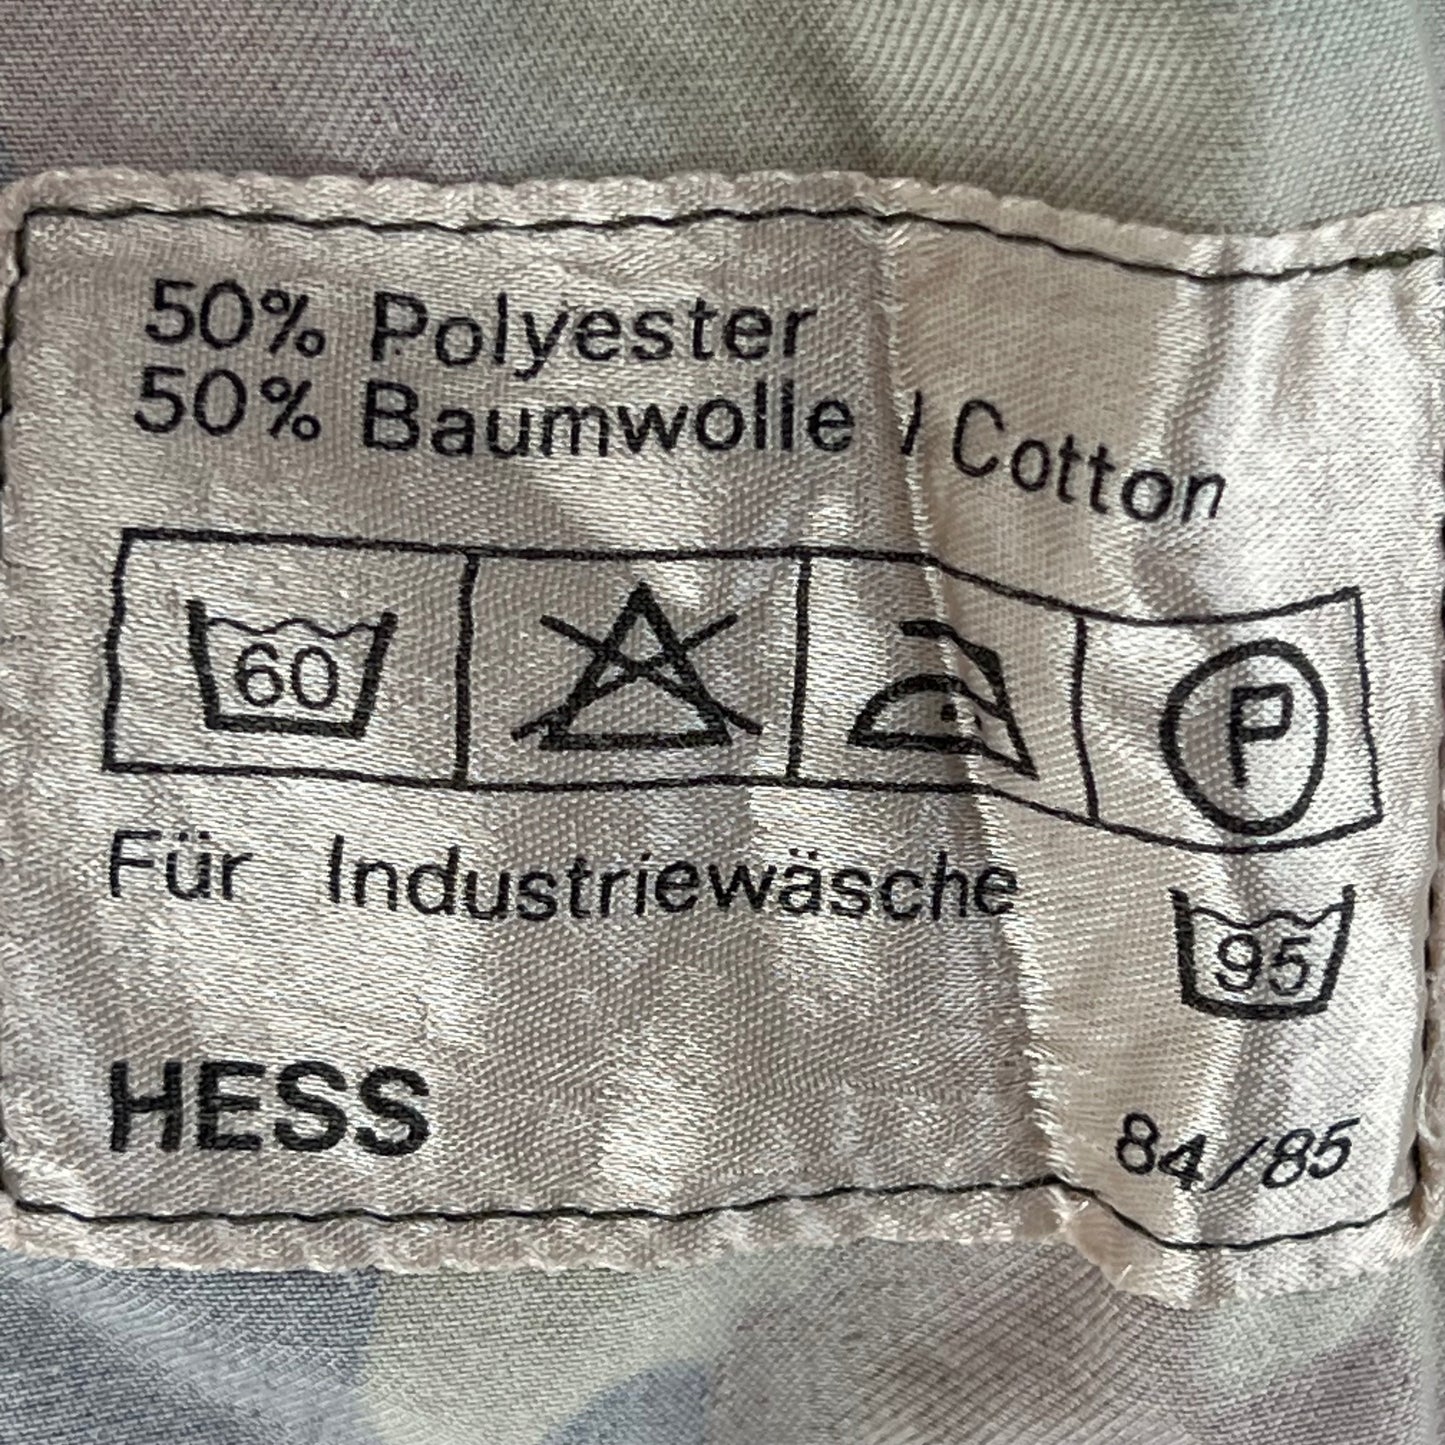 50% Polyester
50% Baumwolle / Cotton
60
P
Für Industriewäsche 95
HESS
84/85